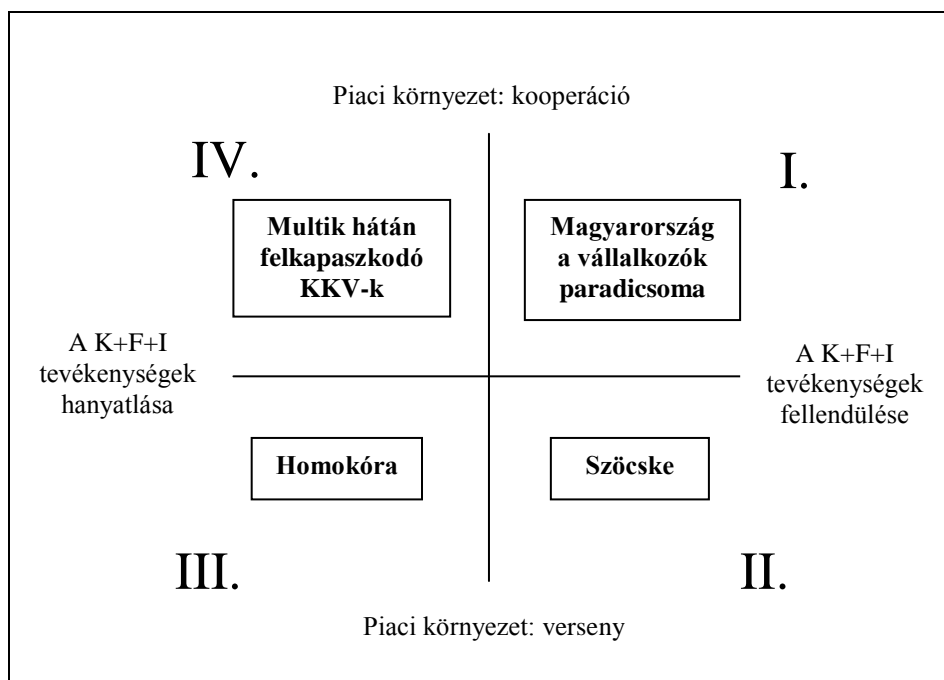 Piaci környezet: kooperáció
IV.
I.
Multik hátán
felkapaszkodó
KKV-k
Magyarország
a vállalkozók
paradicsoma
A K+F+I
tevékenységek
hanyatlása
A K+F+I
tevékenységek
fellendülése
Homokóra
Szöcske
III.
II.
Piaci környezet: verseny